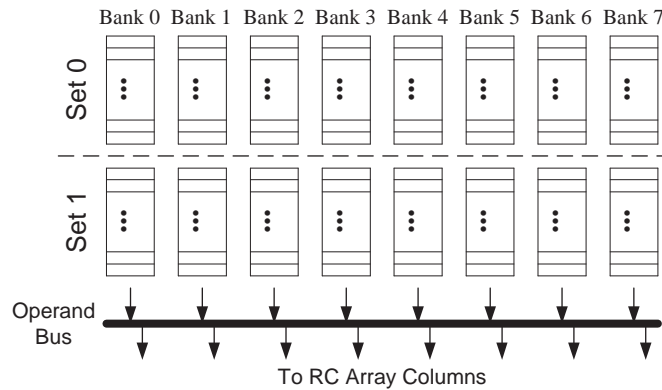 Bank 0 Bank 1 Bank 2 Bank 3 Bank 4 Bank 5 Bank 6 Bank 7
Set 0
Set 1
Operand
Bus
To RC Array Columns